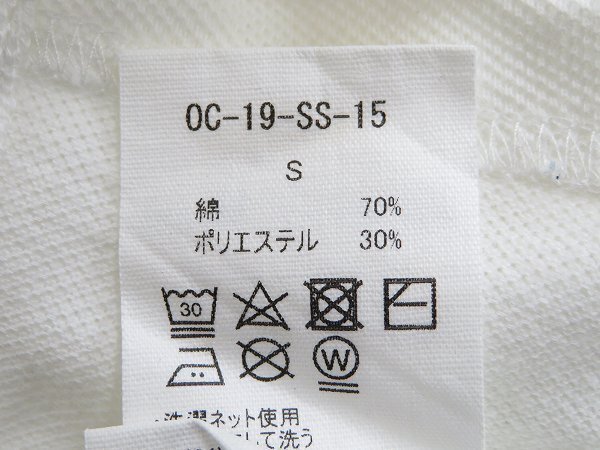 OC-19-SS-15
S
綿 70%
ポリエステル 30%
30
W
洗濯ネット使用
して洗う